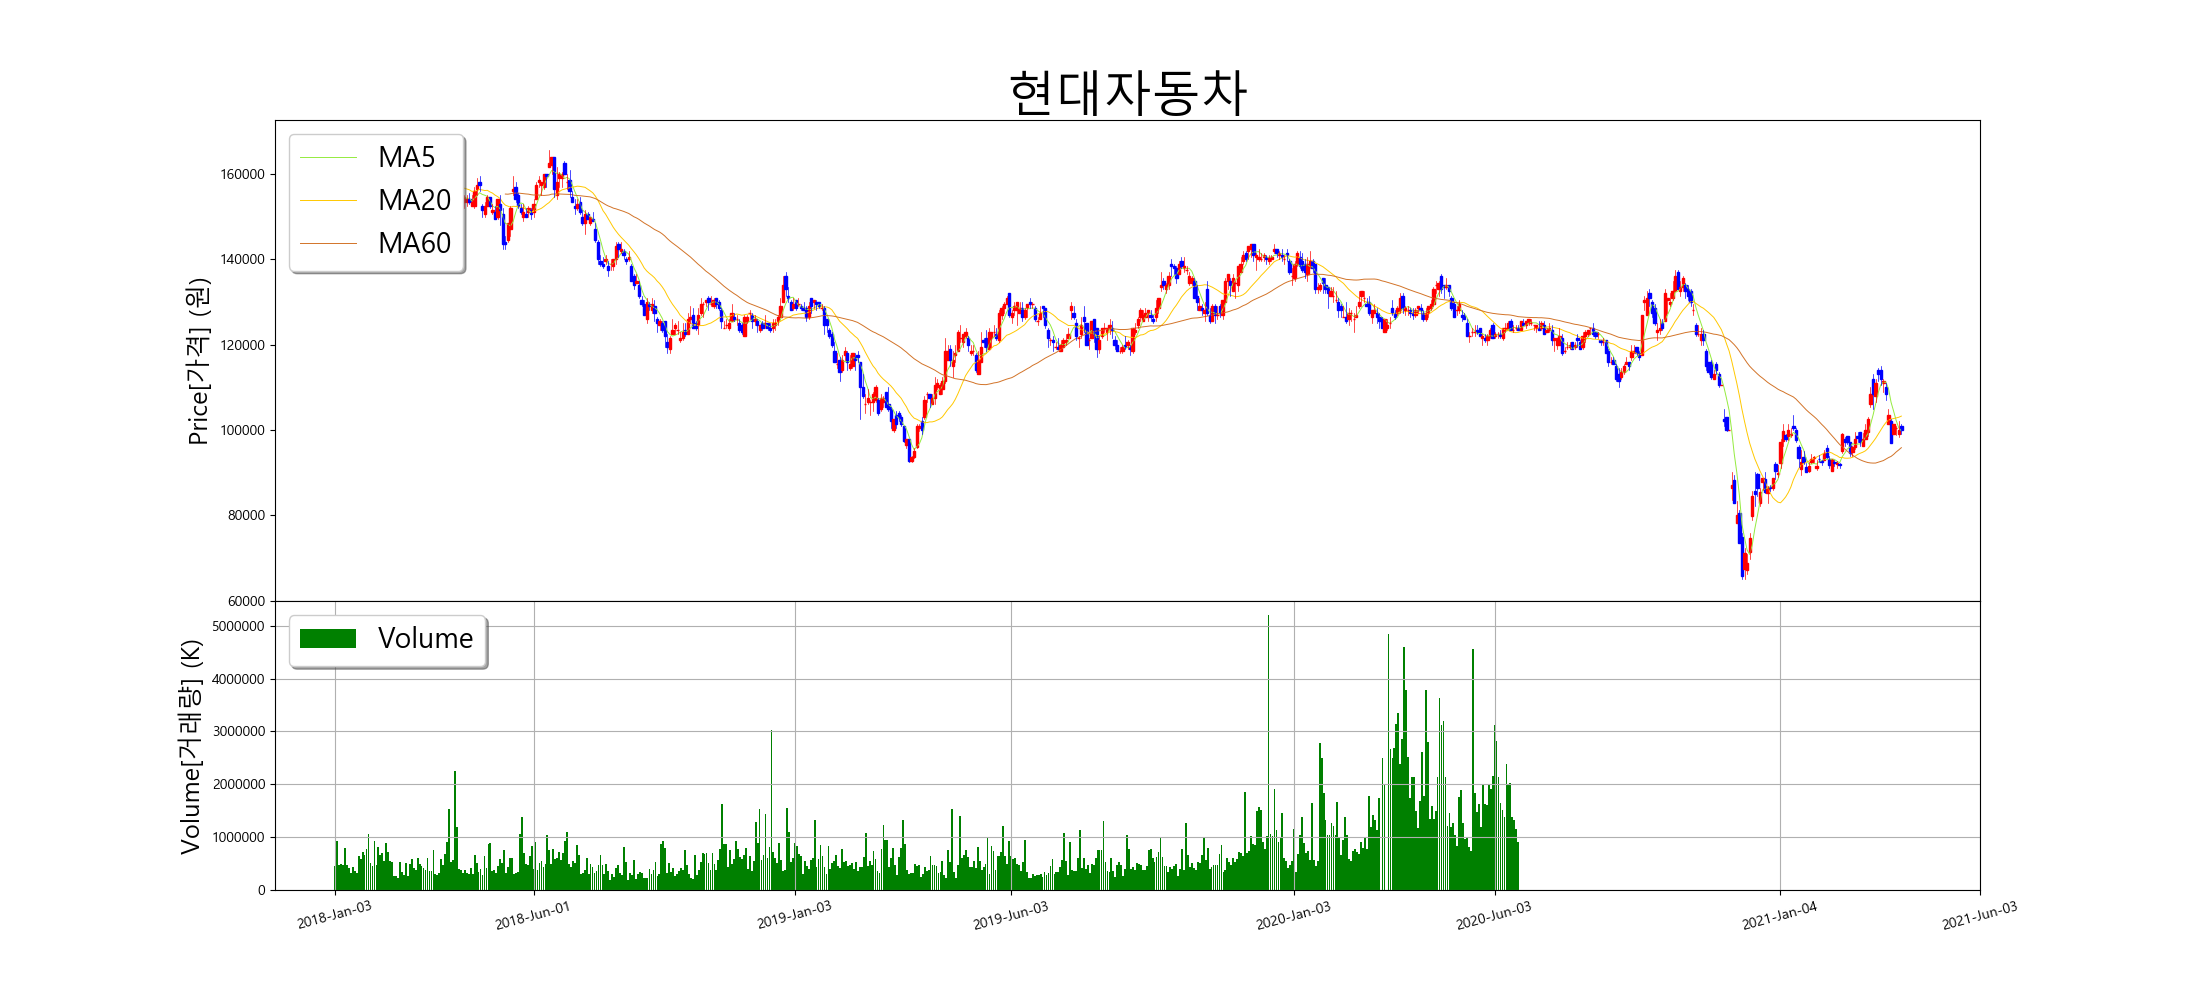 현대자동차
MA5
MA20
MA60
Price[가격] (원)
160000
140000
120000
100000
80000
60000
Volume
Volume[거래량] (K)
5000000
4000000
3000000
2000000
1000000
0
2018-Jan-03
2018-Jun-01
2019-Jan-03
2019-Jun-03
2020-Jan-03
2020-Jun-03
2021-Jan-04
2021-Jun-03